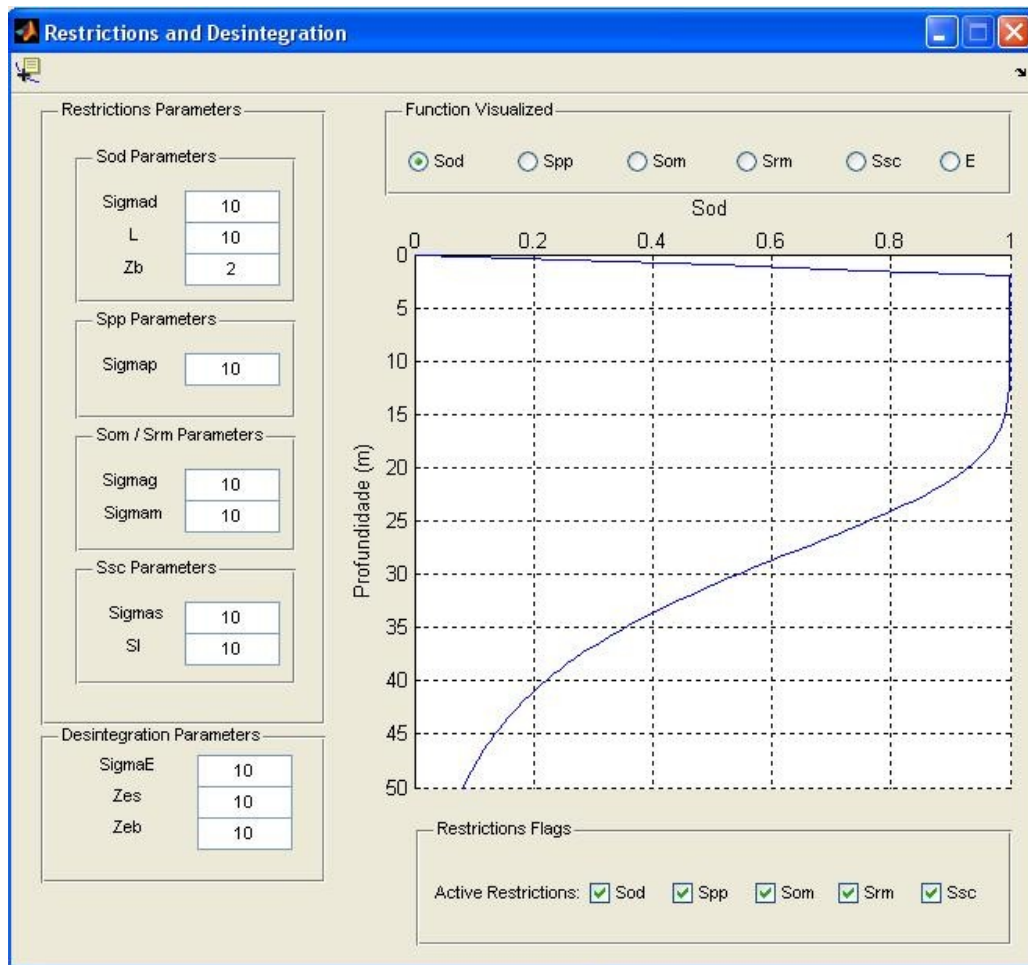 Restrictions and Desintegration
Restrictions Parameters
Sod Parameters
Sigmad 10
L 10
Zb 2
Spp Parameters
Sigmap 10
Som / Srm Parameters
Sigmag 10
Sigmam 10
Ssc Parameters
Sigmas 10
Sl 10
Desintegration Parameters
SigmaE 10
Zes 10
Zeb 10
Function Visualized
Sod Spp Som Srm Ssc E
Sod
0 0.2 0.4 0.6 0.8 1
0
5
10
15
20
25
30
35
40
45
50
Profundidade (m)
Restrictions Flags
Active Restrictions: Sod Spp Som Srm Ssc